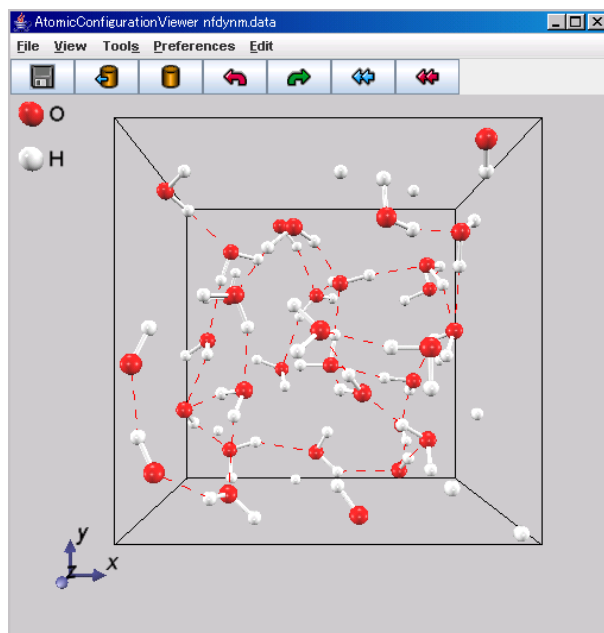 AtomicConfigurationViewer nfdynm.data
File View Tools Preferences Edit
O
H
y
z
x